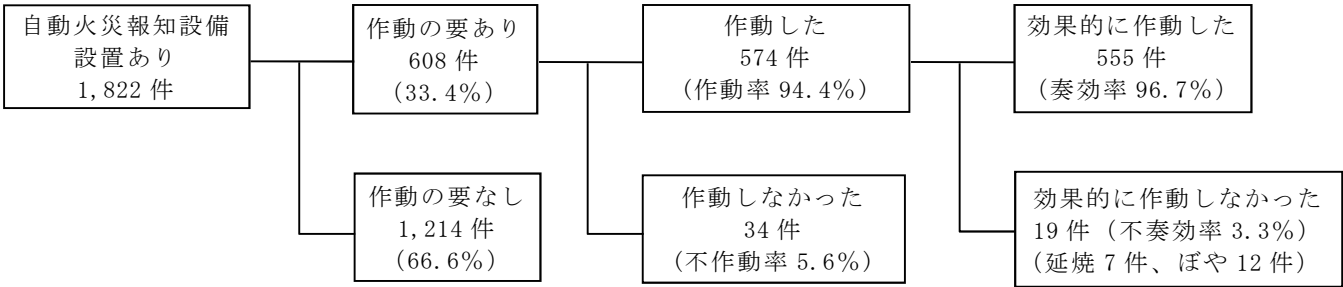 自動火災報知設備
設置あり
1,822 件
作動の要あり
608 件
(33.4%)
作動した
574 件
(作動率 94.4%)
効果的に作動した
555 件
(奏効率 96.7%)
作動の要なし
1,214 件
(66.6%)
作動しなかった
34 件
(不作動率 5.6%)
効果的に作動しなかった
19 件 (不奏効率 3.3%)
(延焼 7 件、ぼや 12 件)